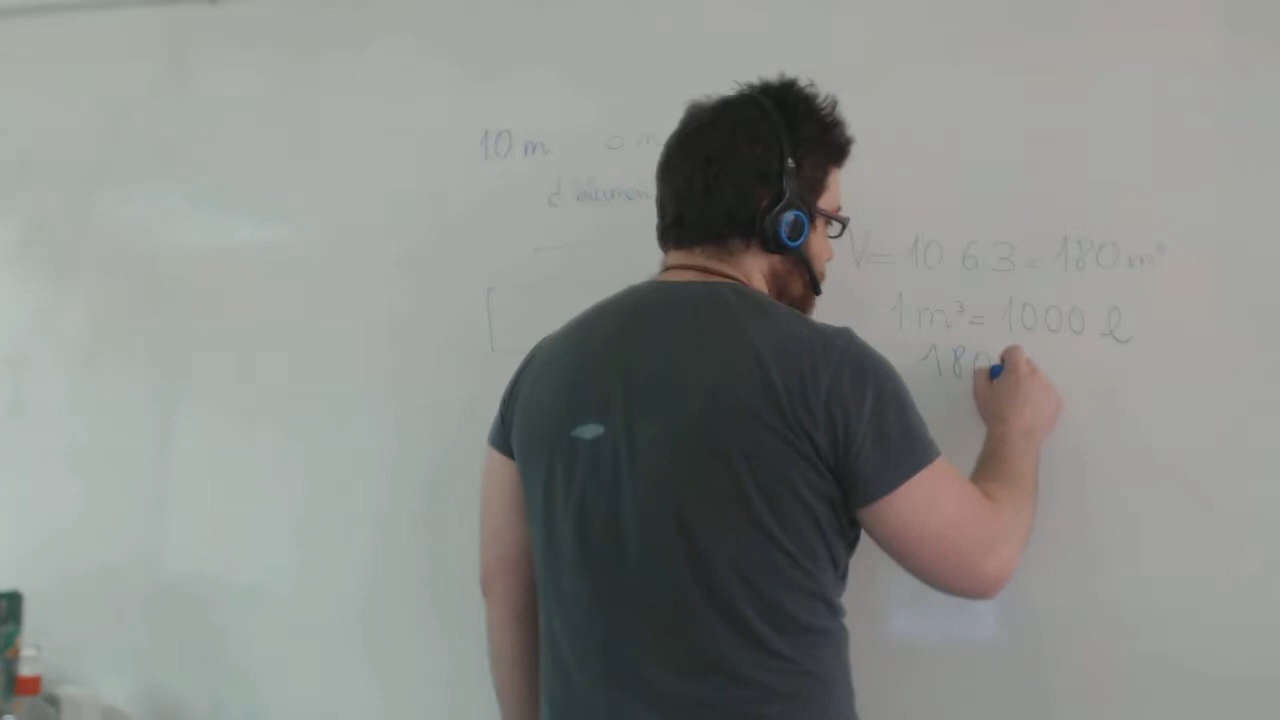 10 m
V = 10 6 3 = 180 m³
1 m³ = 1000 l
180